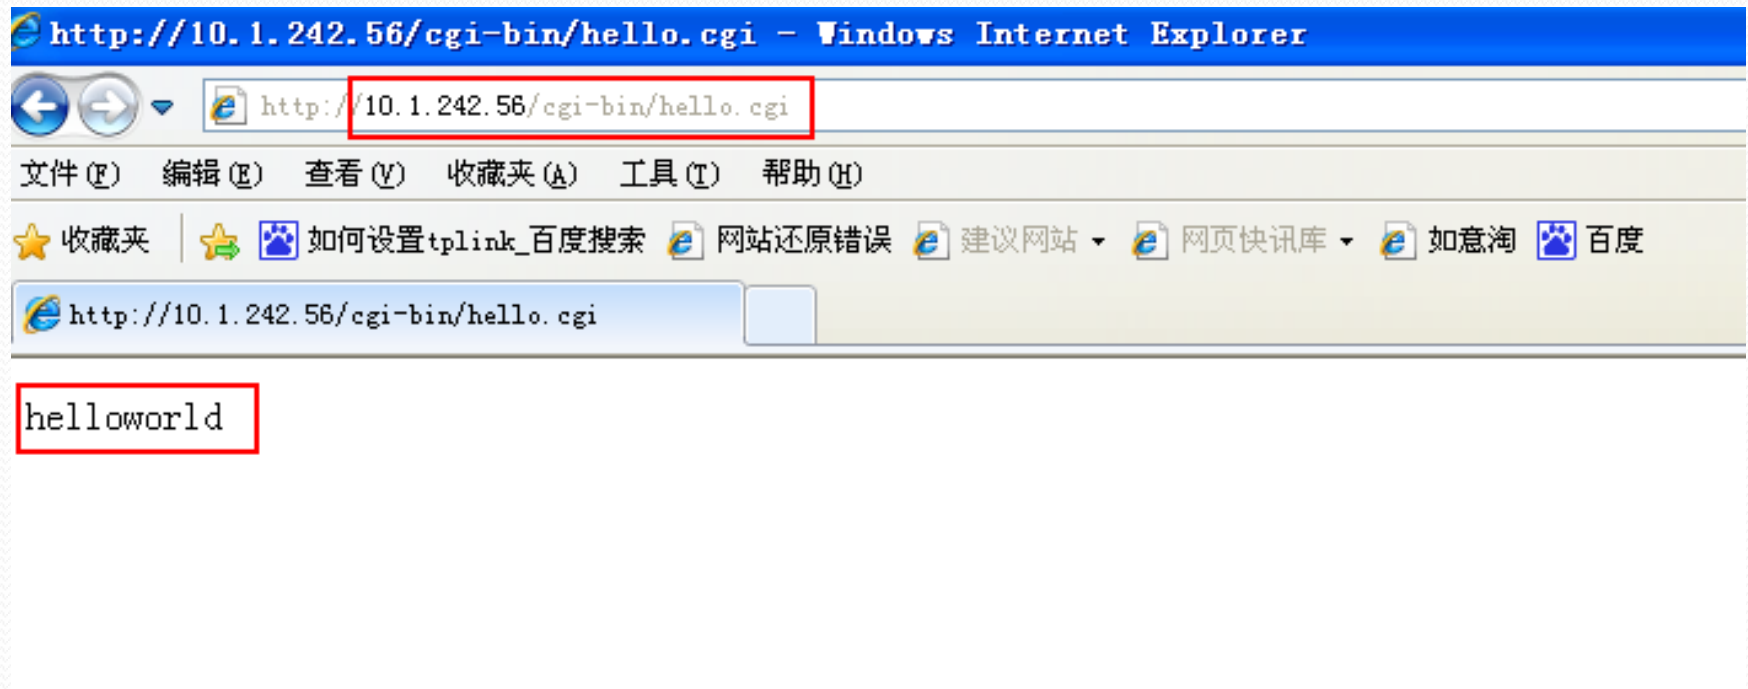 http://10.1.242.56/cgi-bin/hello.cgi - Windows Internet Explorer
http://10.1.242.56/cgi-bin/hello.cgi
文件(F) 编辑(E) 查看(V) 收藏夹(A) 工具(T) 帮助(H)
收藏夹 如何设置tplink_百度搜索 网站还原错误 建议网站 网页快讯库 如意淘 百度
http://10.1.242.56/cgi-bin/hello.cgi
helloworld